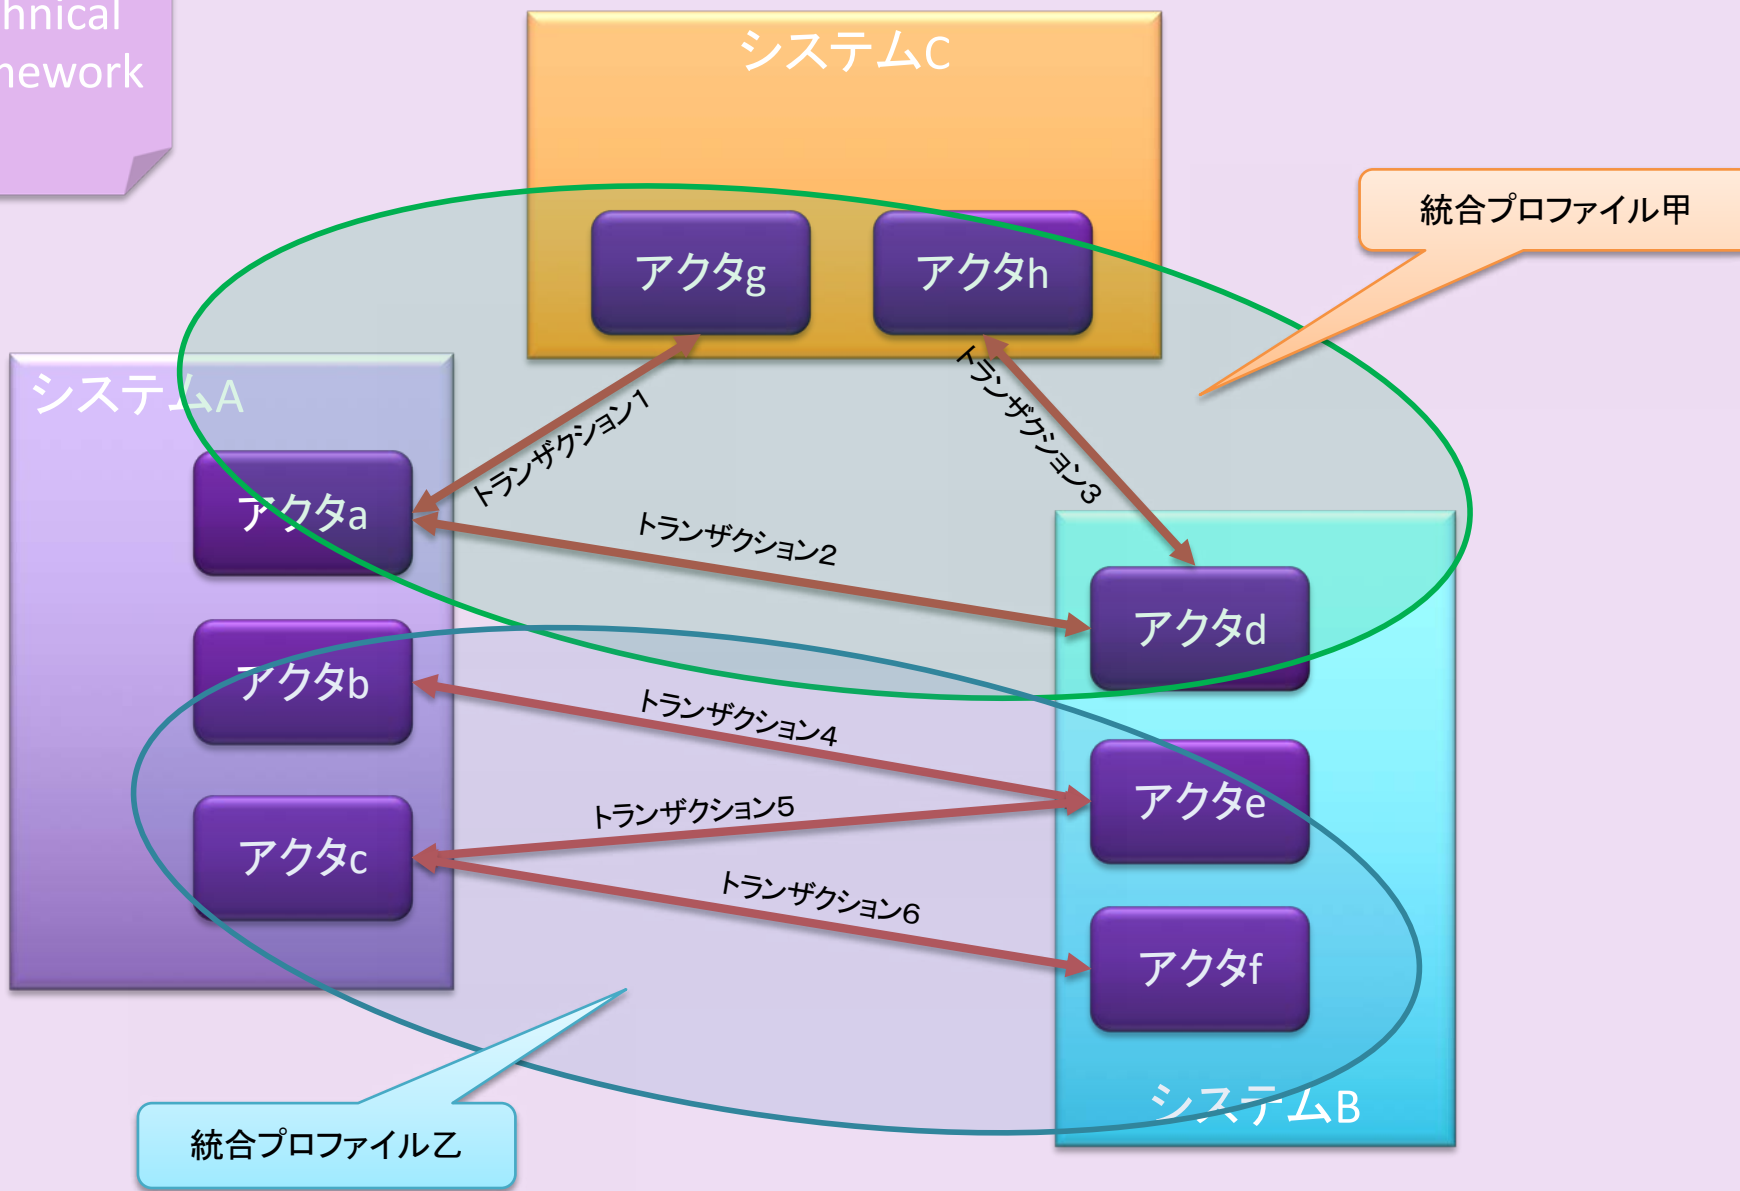 システムC
統合プロファイル甲
アクタg
アクタh
システムA
トランザクション1
トランザクション3
アクタa
トランザクション2
アクタd
アクタb
トランザクション4
アクタe
トランザクション5
アクタc
トランザクション6
アクタf
システムB
統合プロファイル乙